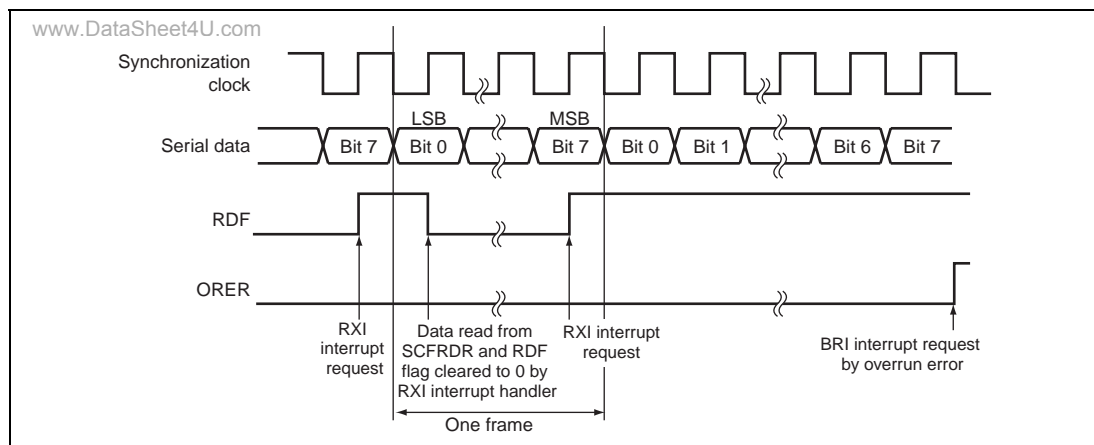 www.DataSheet4U.com
Synchronization
clock
LSB
MSB
Serial data
Bit 7
Bit 0
Bit 7
Bit 0
Bit 1
Bit 6
Bit 7
RDF
ORER
RXI
interrupt
request
Data read from
SCFRDR and RDF
flag cleared to 0 by
RXI interrupt handler
RXI interrupt
request
BRI interrupt request
by overrun error
One frame